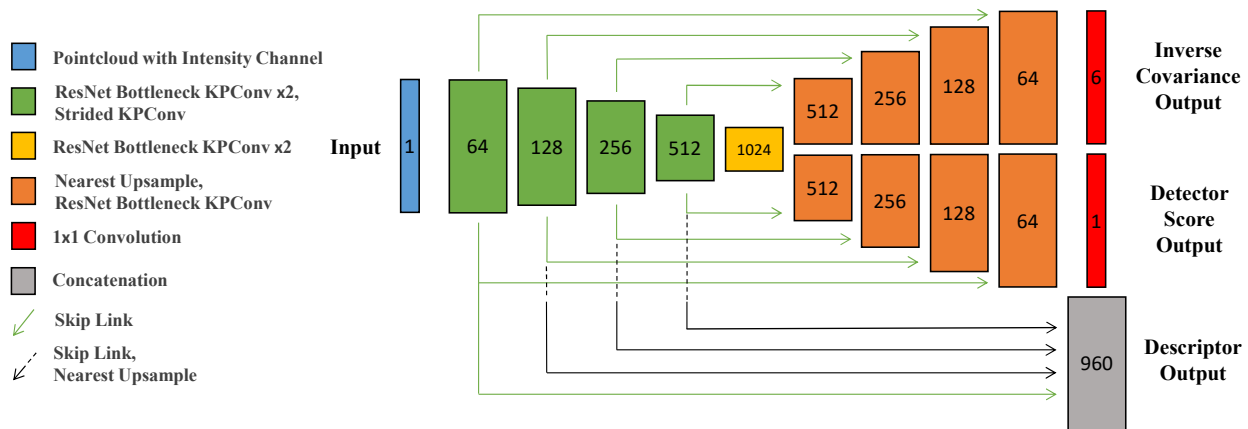 Pointcloud with Intensity Channel
ResNet Bottleneck KPConv x2,
Strided KPConv
ResNet Bottleneck KPConv x2
Nearest Upsample,
ResNet Bottleneck KPConv
1x1 Convolution
Concatenation
Skip Link
Skip Link,
Nearest Upsample
Input
1
64
128
256
512
1024
512
256
128
64
6
Inverse
Covariance
Output
512
256
128
64
1
Detector
Score
Output
960
Descriptor
Output